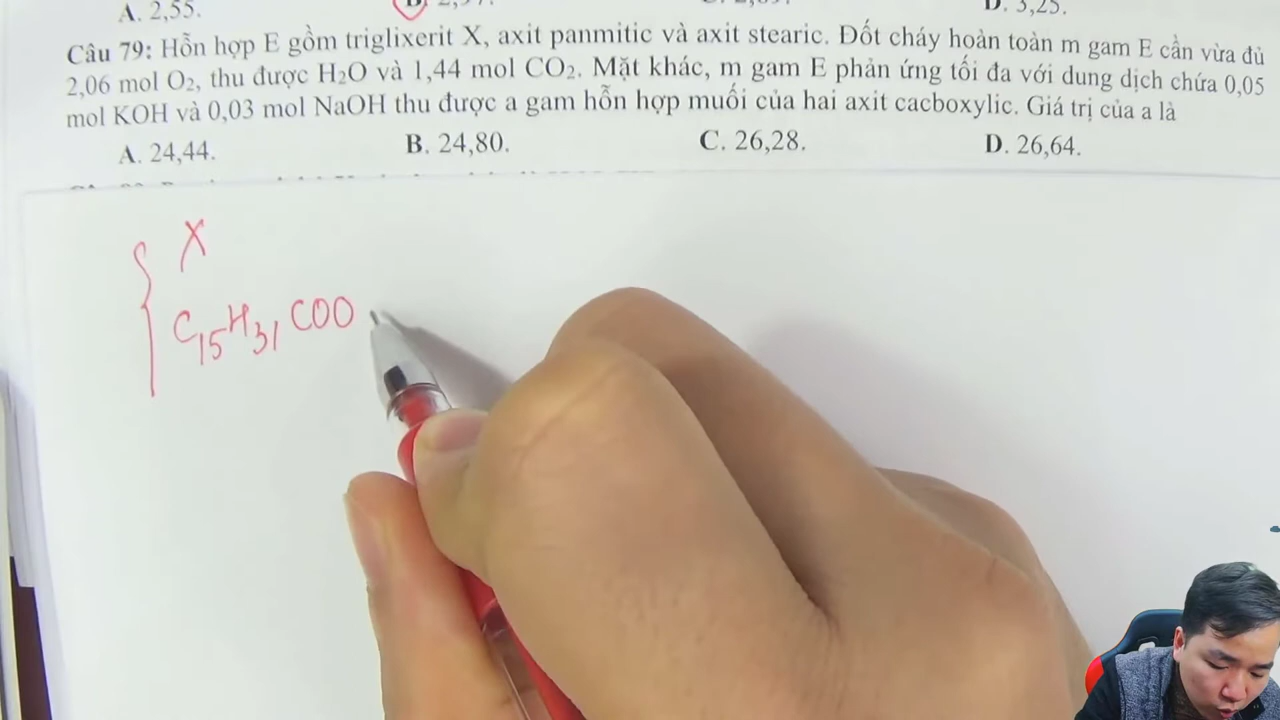 A. 2,55.
D. 3,25.
Câu 79: Hỗn hợp E gồm triglixerit X, axit panmitic và axit stearic. Đốt cháy hoàn toàn m gam E cần vừa đủ
2,06 mol O₂, thu được H₂O và 1,44 mol CO₂. Mặt khác, m gam E phản ứng tối đa với dung dịch chứa 0,05
mol KOH và 0,03 mol NaOH thu được a gam hỗn hợp muối của hai axit cacboxylic. Giá trị của a là
A. 24,44. B. 24,80. C. 26,28. D. 26,64.
X
C₁₅H₃₁COO